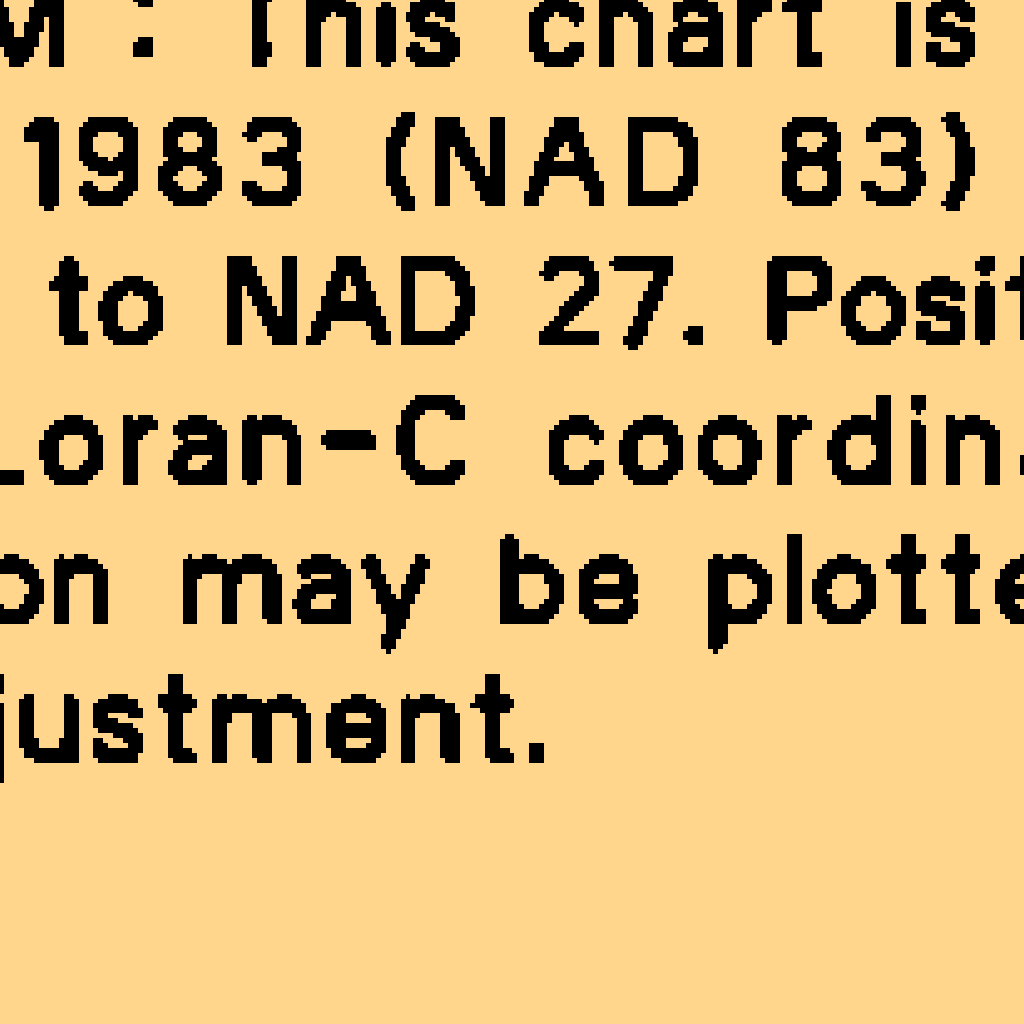 M : This chart is
1983 (NAD 83)
to NAD 27. Posit
Loran-C coordin
on may be plotte
justment.